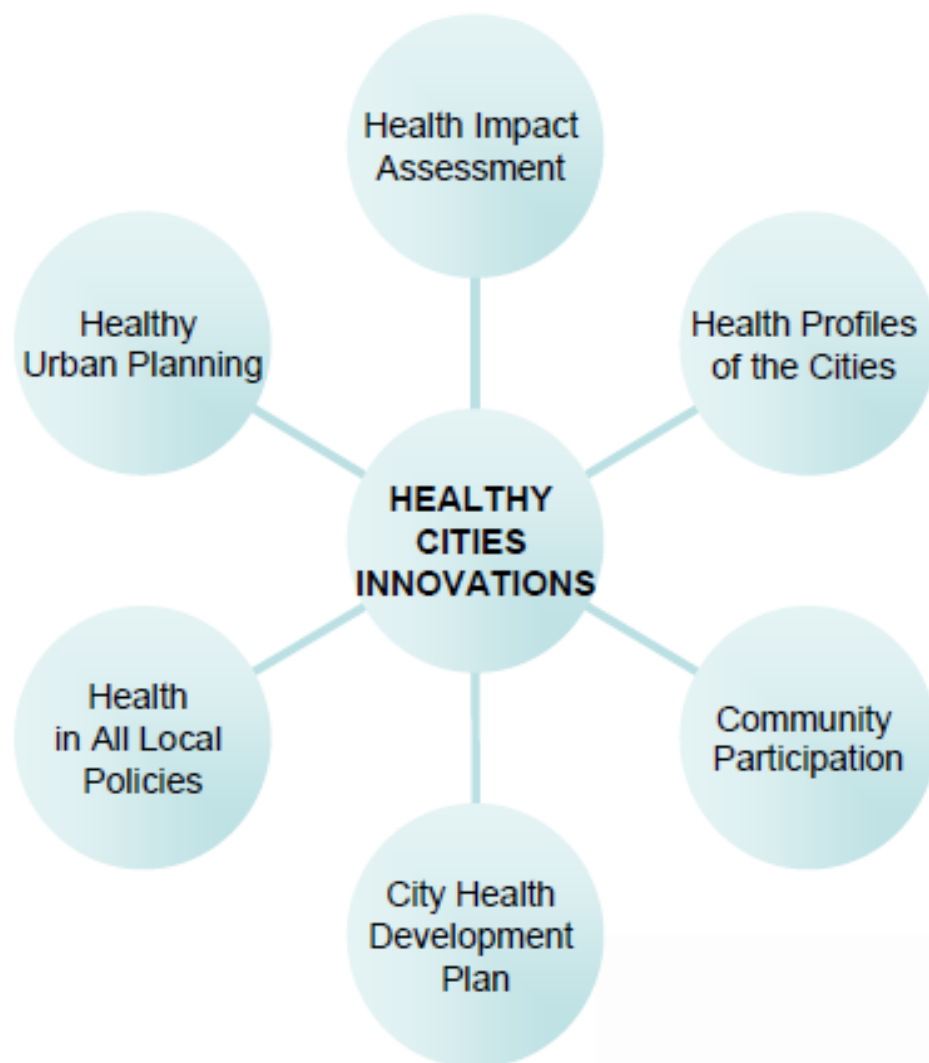 Health Impact
Assessment
Healthy
Urban Planning
Health Profiles
of the Cities
HEALTHY
CITIES
INNOVATIONS
Health
in All Local
Policies
Community
Participation
City Health
Development
Plan